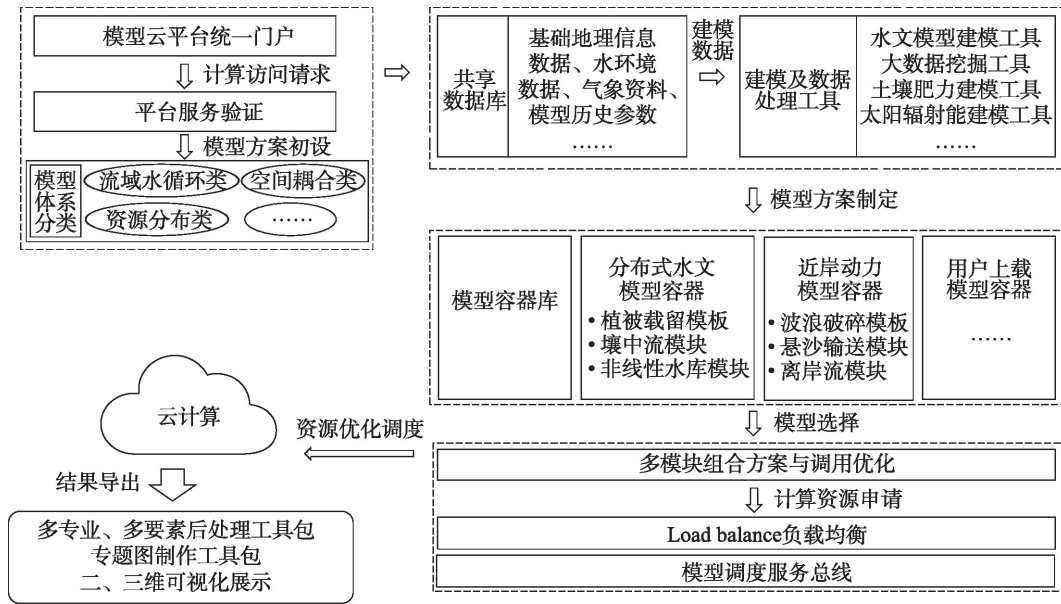 模型云平台统一门户
计算访问请求
平台服务验证
模型方案初设
模型
体系
分类
流域水循环类
空间耦合类
资源分布类
……
共享
数据库
基础地理信息
数据、水环境
数据、气象资料、
模型历史参数
……
建模
数据
建模及数据
处理工具
水文模型建模工具
大数据挖掘工具
土壤肥力建模工具
太阳辐射能建模工具
……
模型方案制定
模型容器库
分布式水文
模型容器
• 植被载留模板
• 壤中流模块
• 非线性水库模块
近岸动力
模型容器
• 波浪破碎模板
• 悬沙输送模块
• 离岸流模块
用户上载
模型容器
……
模型选择
多模块组合方案与调用优化
计算资源申请
Load balance负载均衡
模型调度服务总线
资源优化调度
云计算
结果导出
多专业、多要素后处理工具包
专题图制作工具包
二、三维可视化展示